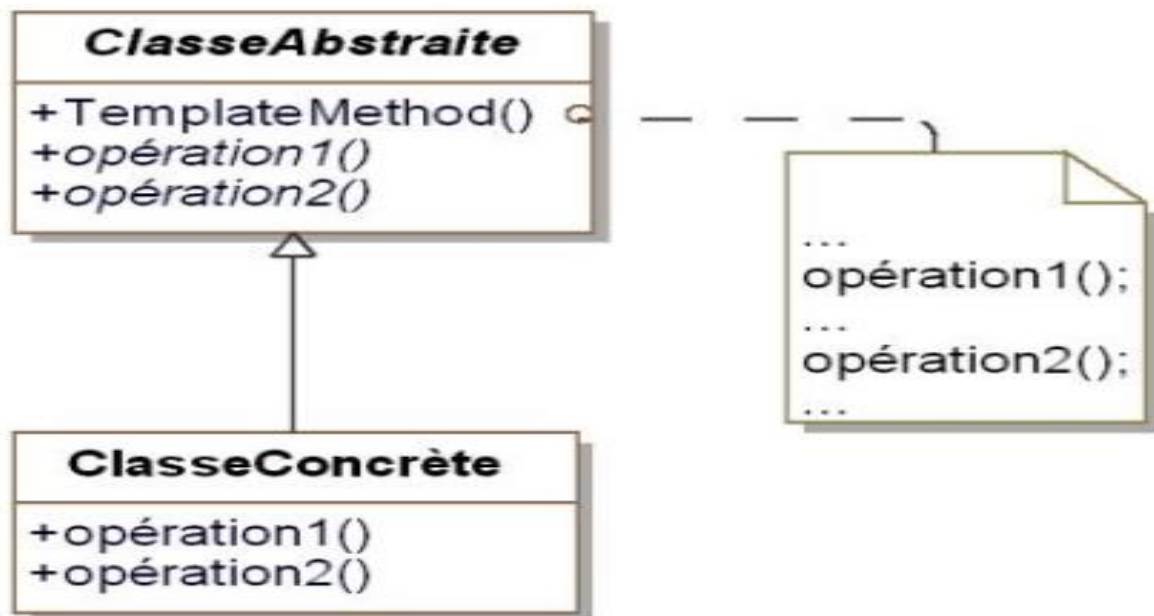 ClasseAbstraite
+TemplateMethod()
+opération1()
+opération2()
...
opération1();
...
opération2();
...
ClasseConcrète
+opération1()
+opération2()